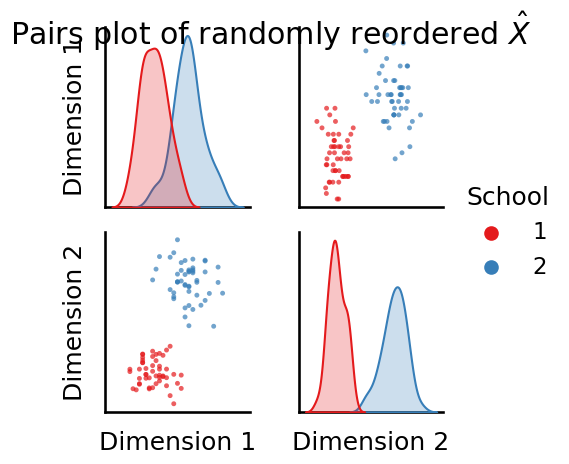 Pairs plot of randomly reordered X̂
Dimension 1
School
1
2
Dimension 2
Dimension 1
Dimension 2